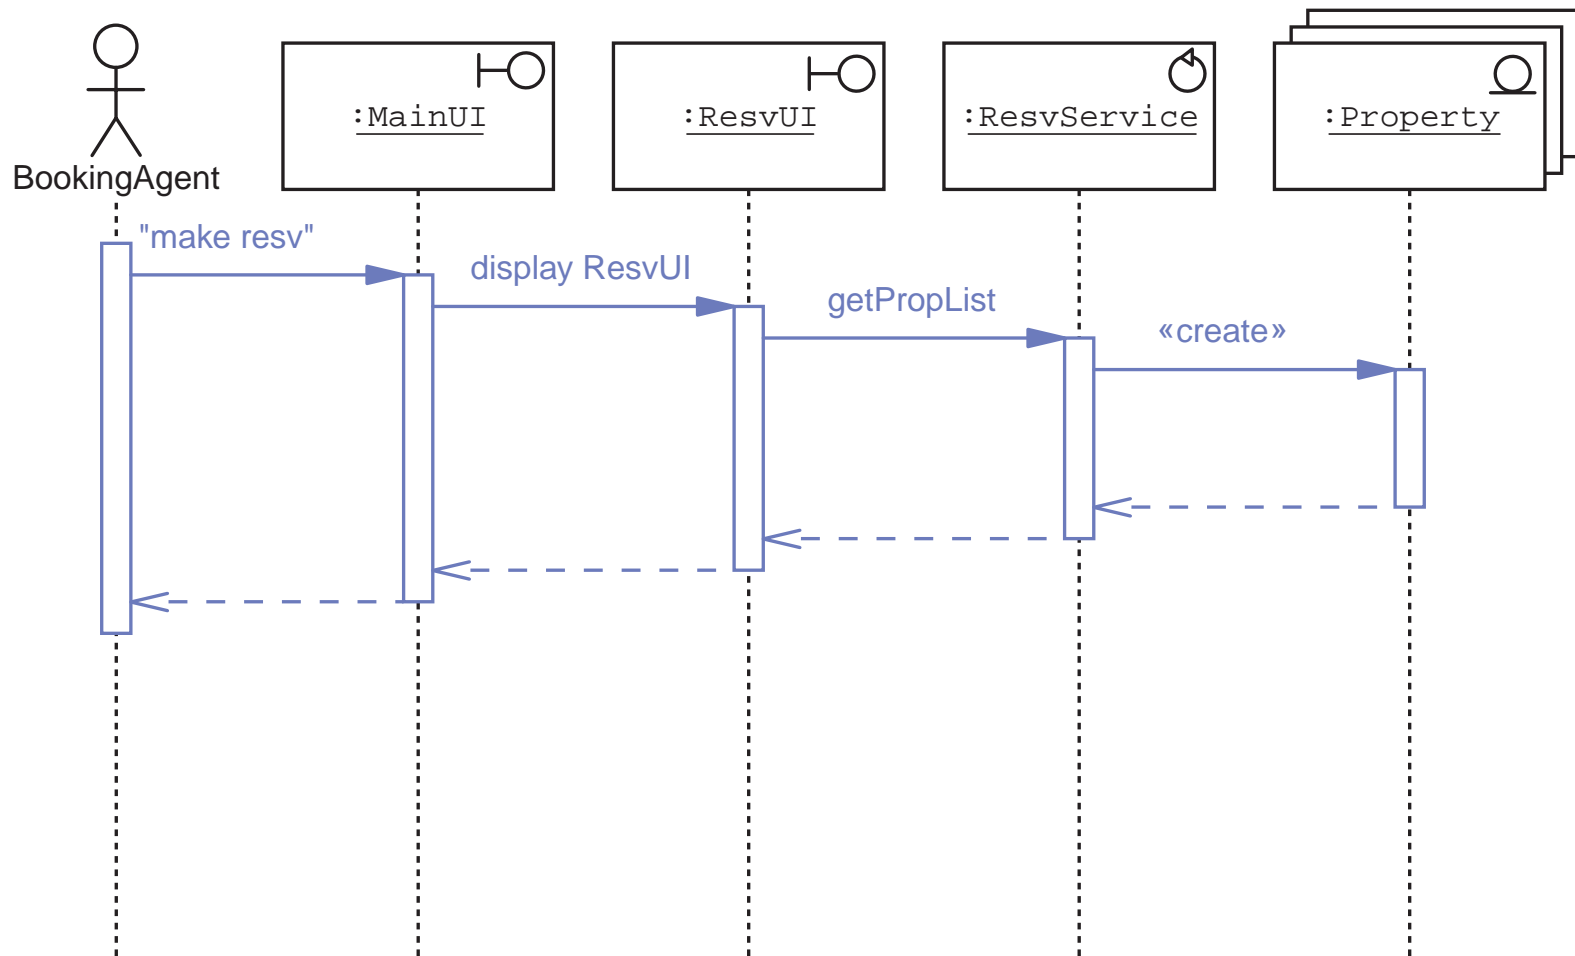 :MainUI
:ResvUI
:ResvService
:Property
BookingAgent
"make resv"
display ResvUI
getPropList
«create»